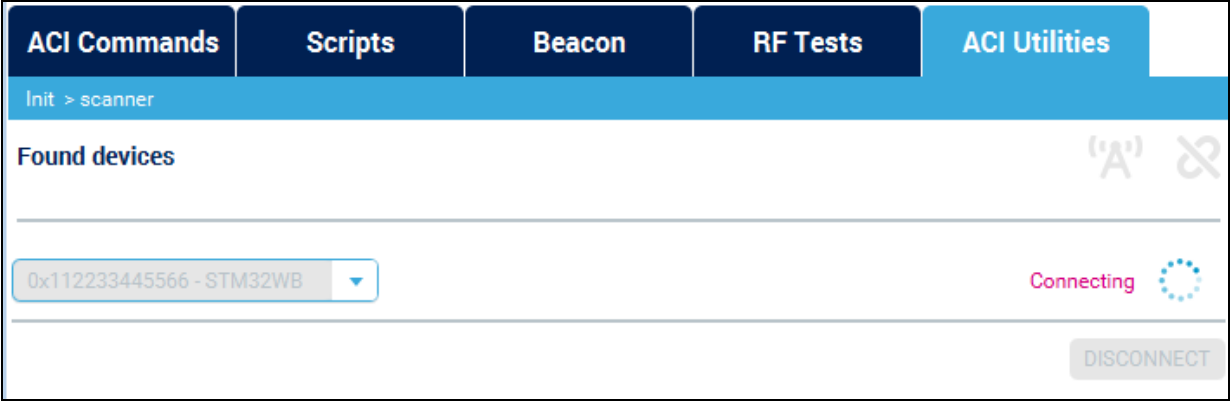 ACI Commands Scripts Beacon RF Tests ACI Utilities
Init > scanner
Found devices
0x112233445566 - STM32WB Connecting
DISCONNECT